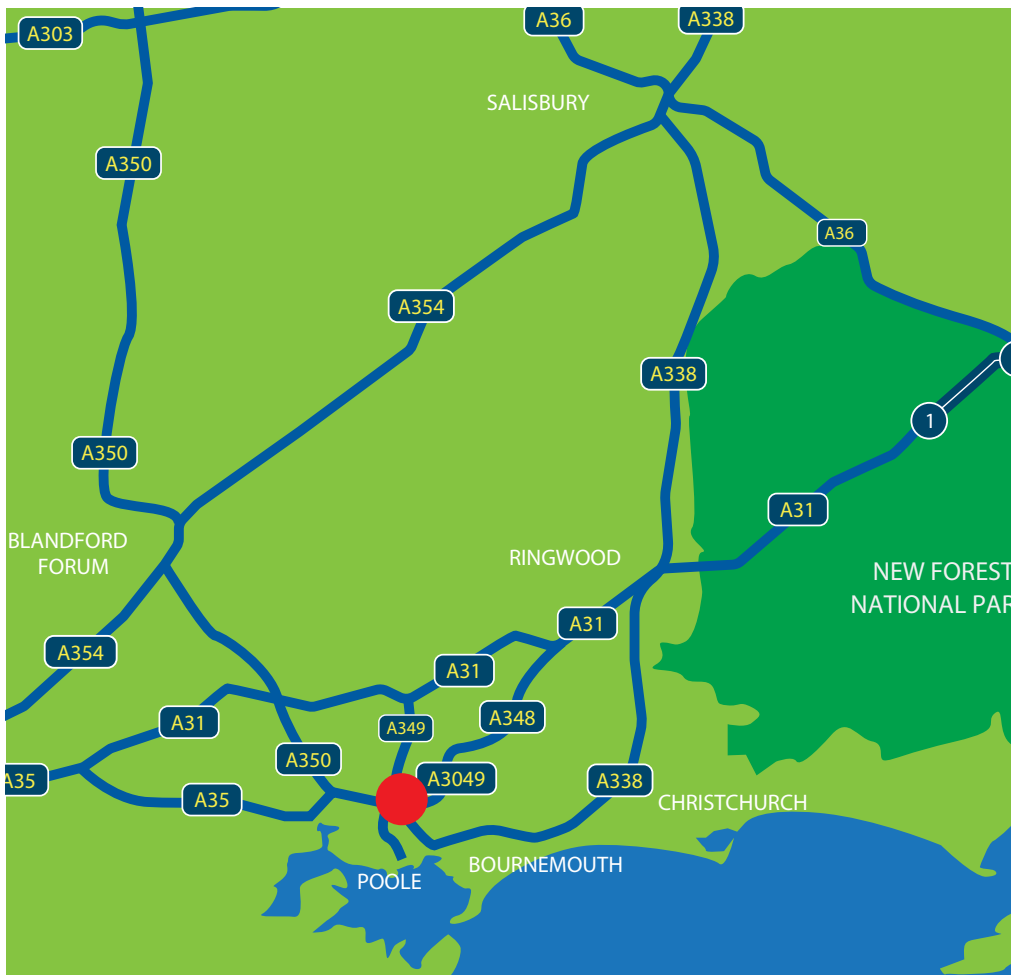 A36
A338
A303
SALISBURY
A350
A36
A354
A338
A350
1
A31
BLANDFORD
FORUM
RINGWOOD
NEW FOREST
NATIONAL PAR
A31
A354
A31
A31
A348
A349
A350
A3049
A35
A338
A35
CHRISTCHURCH
BOURNEMOUTH
POOLE